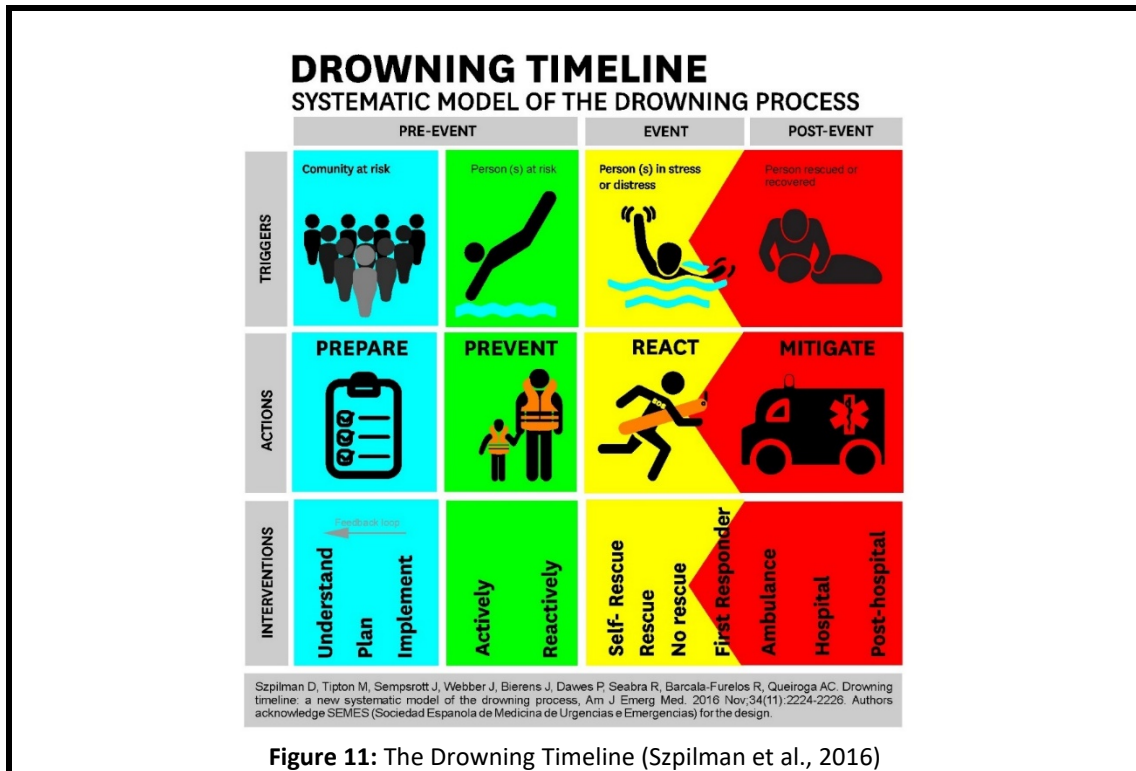 DROWNING TIMELINE
SYSTEMATIC MODEL OF THE DROWNING PROCESS
PRE-EVENT
EVENT
POST-EVENT
TRIGGERS
Comunity at risk
Person(s) at risk
Person (s) in stress
or distress
Person rescued or
recovered
ACTIONS
PREPARE
PREVENT
REACT
MITIGATE
INTERVENTIONS
Feedback loop
Understand
Plan
Implement
Actively
Reactively
Self- Rescue
Rescue
No rescue
First Responder
Ambulance
Hospital
Post-hospital
Szpilman D, Tipton M, Sempsrott J, Webber J, Bierens J, Dawes P, Seabra R, Barcala-Furelos R, Queiroga AC. Drowning
timeline: a new systematic model of the drowning process, Am J Emerg Med. 2016 Nov;34(11):2224-2226. Authors
acknowledge SEMES (Sociedad Espanola de Medicina de Urgencias e Emergencias) for the design.
Figure 11: The Drowning Timeline (Szpilman et al., 2016)